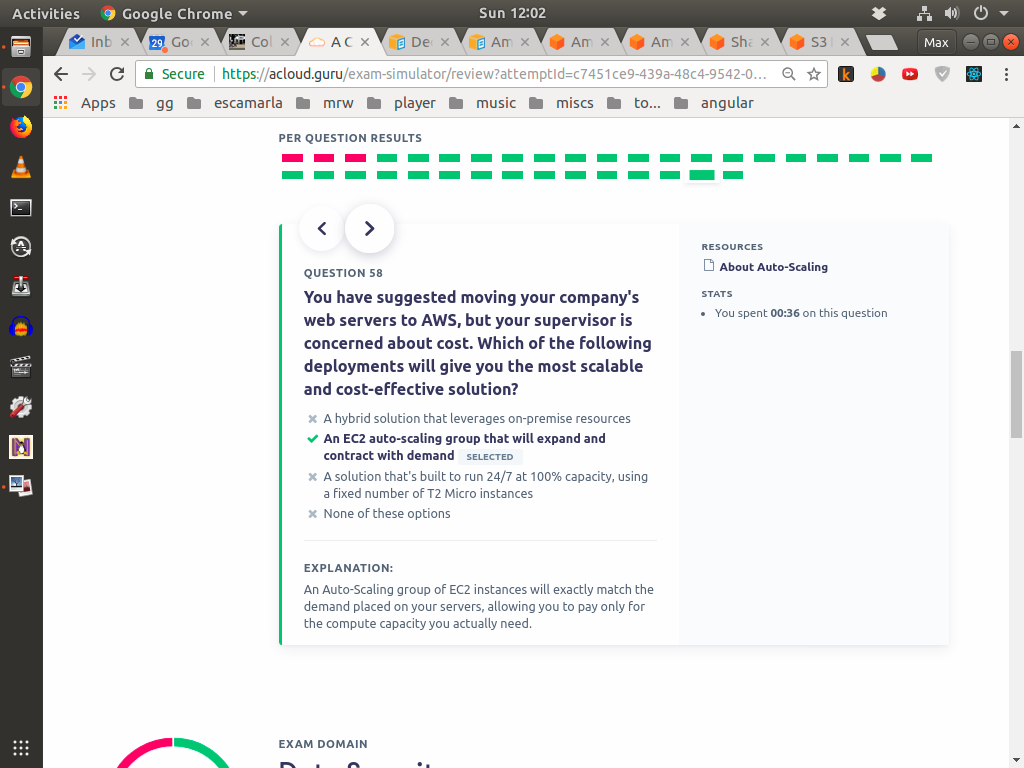 Activities Google Chrome Sun 12:02
Inb Goo Col A C De Am Am Am Sha S3 Max
Secure https://acloud.guru/exam-simulator/review?attemptId=c7451ce9-439a-48c4-9542-0...
Apps gg escamarla mrw player music miscs to... angular
PER QUESTION RESULTS
QUESTION 58
You have suggested moving your company's
web servers to AWS, but your supervisor is
concerned about cost. Which of the following
deployments will give you the most scalable
and cost-effective solution?
A hybrid solution that leverages on-premise resources
An EC2 auto-scaling group that will expand and
contract with demand SELECTED
A solution that's built to run 24/7 at 100% capacity, using
a fixed number of T2 Micro instances
None of these options
EXPLANATION:
An Auto-Scaling group of EC2 instances will exactly match the
demand placed on your servers, allowing you to pay only for
the compute capacity you actually need.
RESOURCES
About Auto-Scaling
STATS
• You spent 00:36 on this question
EXAM DOMAIN